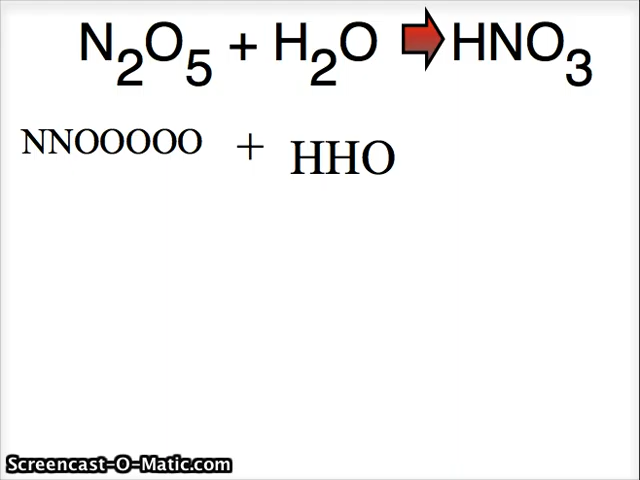 N₂O₅ + H₂O HNO₃
NNOOOOO + HHO
Screencast-O-Matic.com